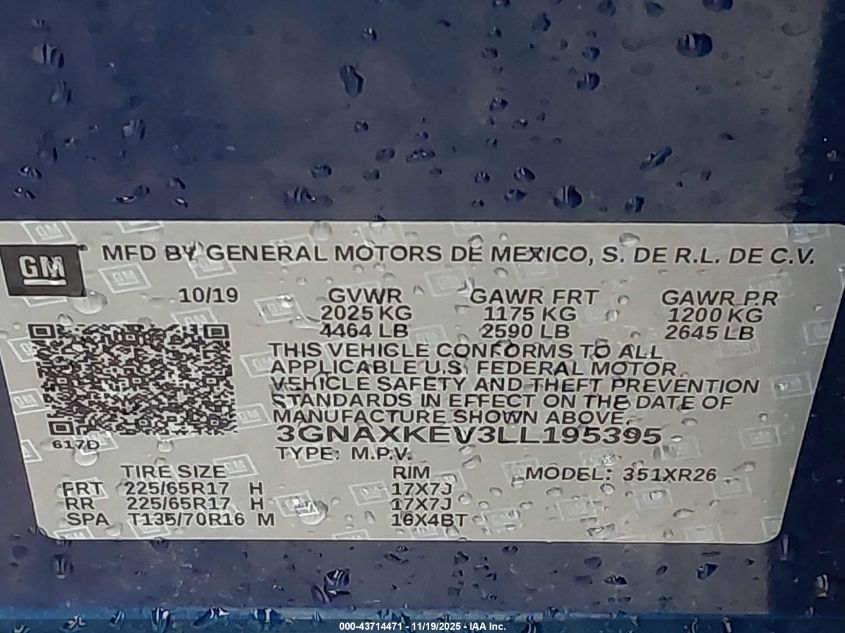 GM MFD BY GENERAL MOTORS DE MEXICO, S. DE R.L. DE C.V.
10/19 GVWR GAWR FRT GAWR RR
2025 KG 1175 KG 1200 KG
4464 LB 2590 LB 2645 LB
THIS VEHICLE CONFORMS TO ALL
APPLICABLE U.S. FEDERAL MOTOR
VEHICLE SAFETY AND THEFT PREVENTION
STANDARDS IN EFFECT ON THE DATE OF
MANUFACTURE SHOWN ABOVE.
617D 3GNAXKEV3LL195395
TYPE: M.P.V.
TIRE SIZE RIM MODEL: 351XR26
FRT 225/65R17 H 17X7J
RR 225/65R17 H 17X7J
SPA T135/70R16 M 16X4BT
000-43714471 - 11/19/2025 - IAA Inc.